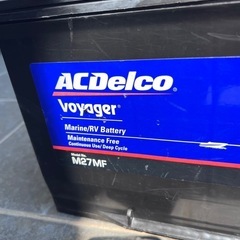 ACDelco
Voyager
Marine/RV Battery
Maintenance Free
Continuous Use/Deep Cycle
M27MF